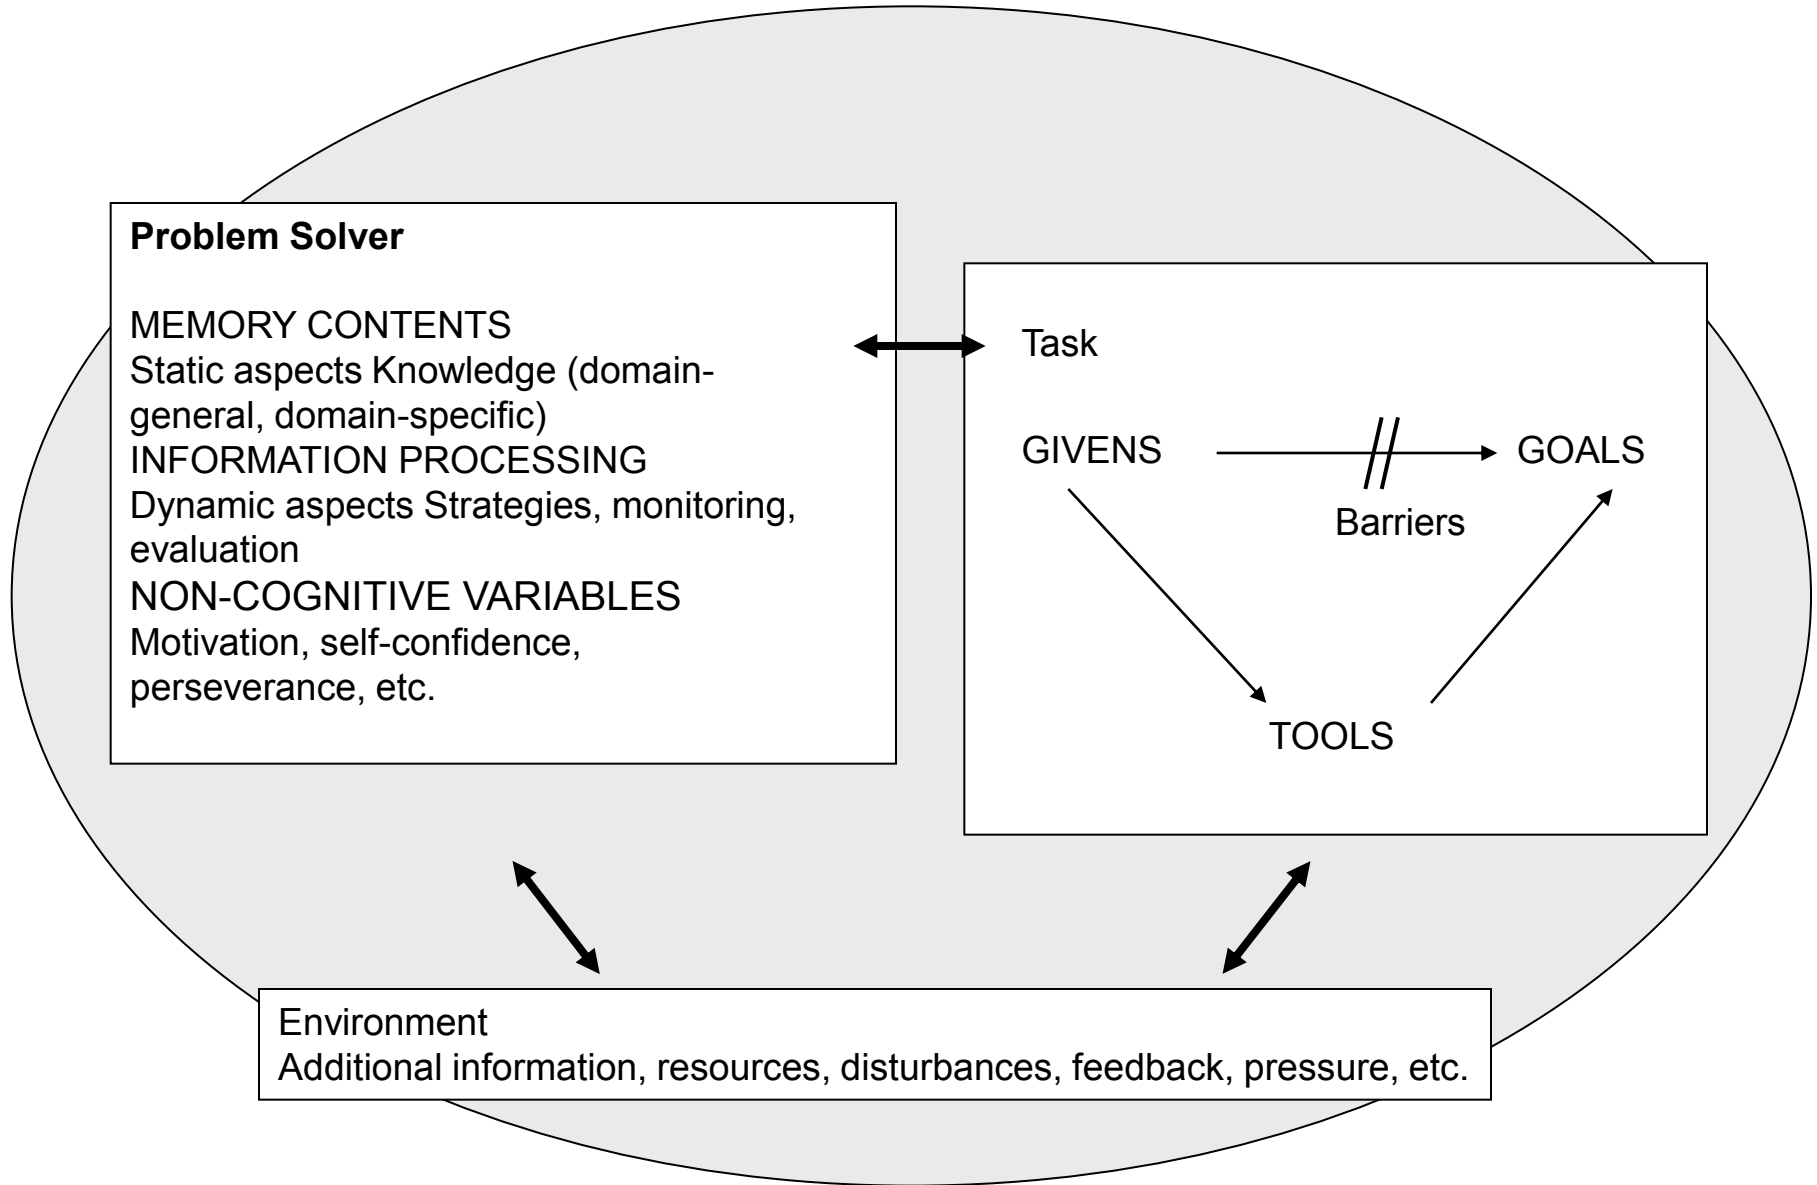 Problem Solver
MEMORY CONTENTS
Static aspects Knowledge (domain-
general, domain-specific)
INFORMATION PROCESSING
Dynamic aspects Strategies, monitoring,
evaluation
NON-COGNITIVE VARIABLES
Motivation, self-confidence,
perseverance, etc.
Task
GIVENS
GOALS
Barriers
TOOLS
Environment
Additional information, resources, disturbances, feedback, pressure, etc.